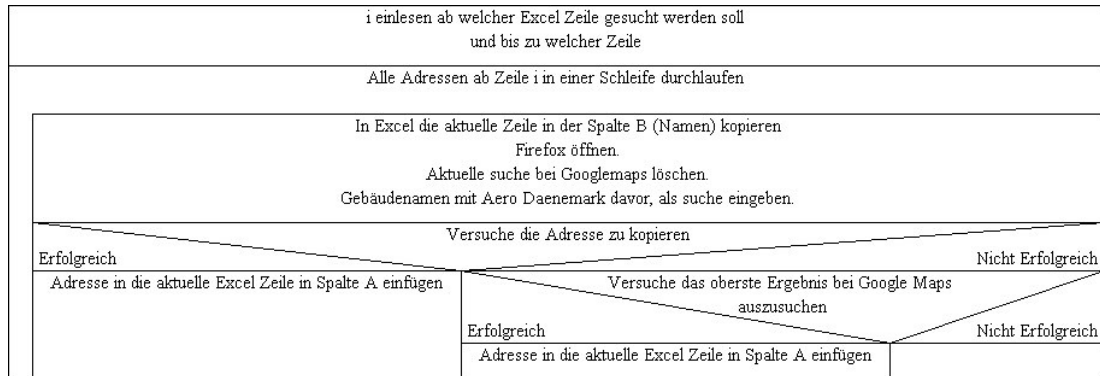 i einlesen ab welcher Excel Zeile gesucht werden soll
und bis zu welcher Zeile
Alle Adressen ab Zeile i in einer Schleife durchlaufen
In Excel die aktuelle Zeile in der Spalte B (Namen) kopieren
Firefox öffnen.
Aktuelle suche bei Googlemaps löschen.
Gebäudenamen mit Aero Daenemark davor, als suche eingeben.
Versuche die Adresse zu kopieren
Erfolgreich
Nicht Erfolgreich
Adresse in die aktuelle Excel Zeile in Spalte A einfügen
Versuche das oberste Ergebnis bei Google Maps
auszusuchen
Erfolgreich
Nicht Erfolgreich
Adresse in die aktuelle Excel Zeile in Spalte A einfügen